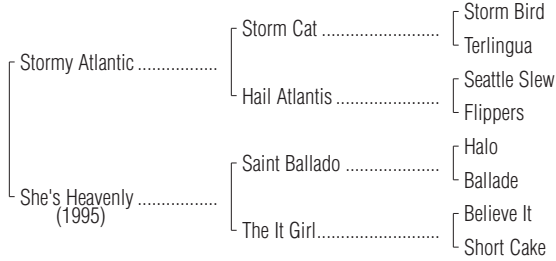 Storm Bird
Storm Cat ........................
Terlingua
Stormy Atlantic ................
Seattle Slew
Hail Atlantis .....................
Flippers
Halo
Saint Ballado ...................
Ballade
She's Heavenly ................
(1995)
Believe It
The It Girl.........................
Short Cake